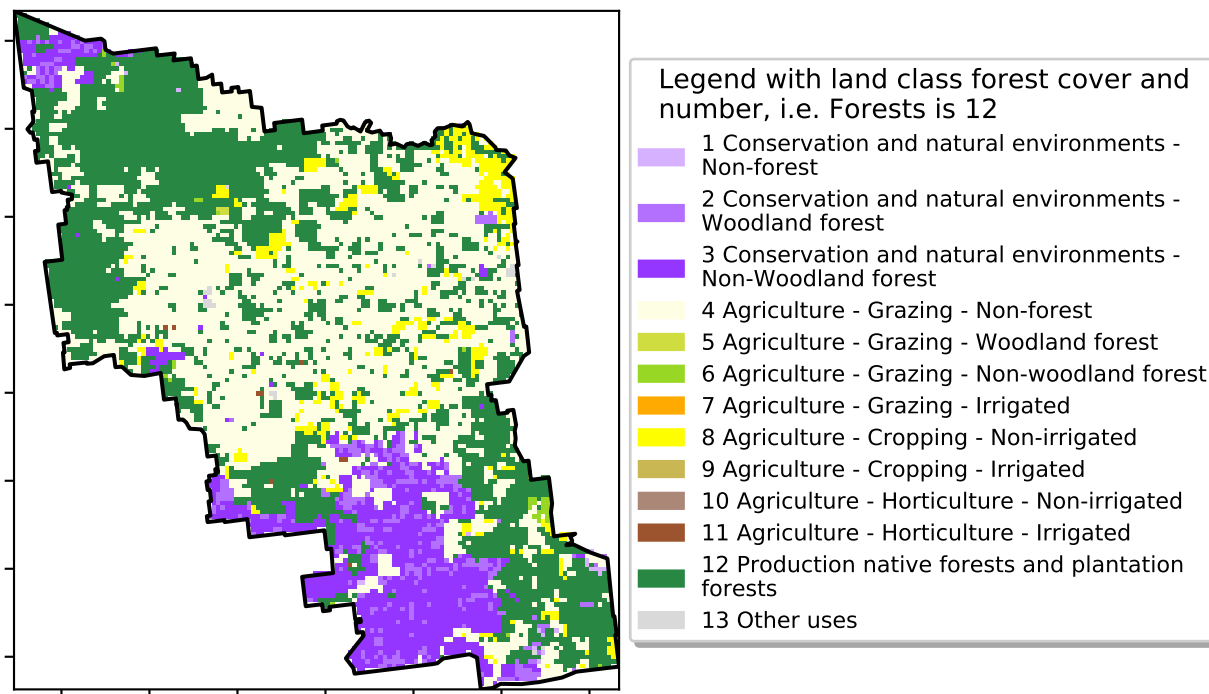 Legend with land class forest cover and
number, i.e. Forests is 12
1 Conservation and natural environments -
Non-forest
2 Conservation and natural environments -
Woodland forest
3 Conservation and natural environments -
Non-Woodland forest
4 Agriculture - Grazing - Non-forest
5 Agriculture - Grazing - Woodland forest
6 Agriculture - Grazing - Non-woodland forest
7 Agriculture - Grazing - Irrigated
8 Agriculture - Cropping - Non-irrigated
9 Agriculture - Cropping - Irrigated
10 Agriculture - Horticulture - Non-irrigated
11 Agriculture - Horticulture - Irrigated
12 Production native forests and plantation
forests
13 Other uses